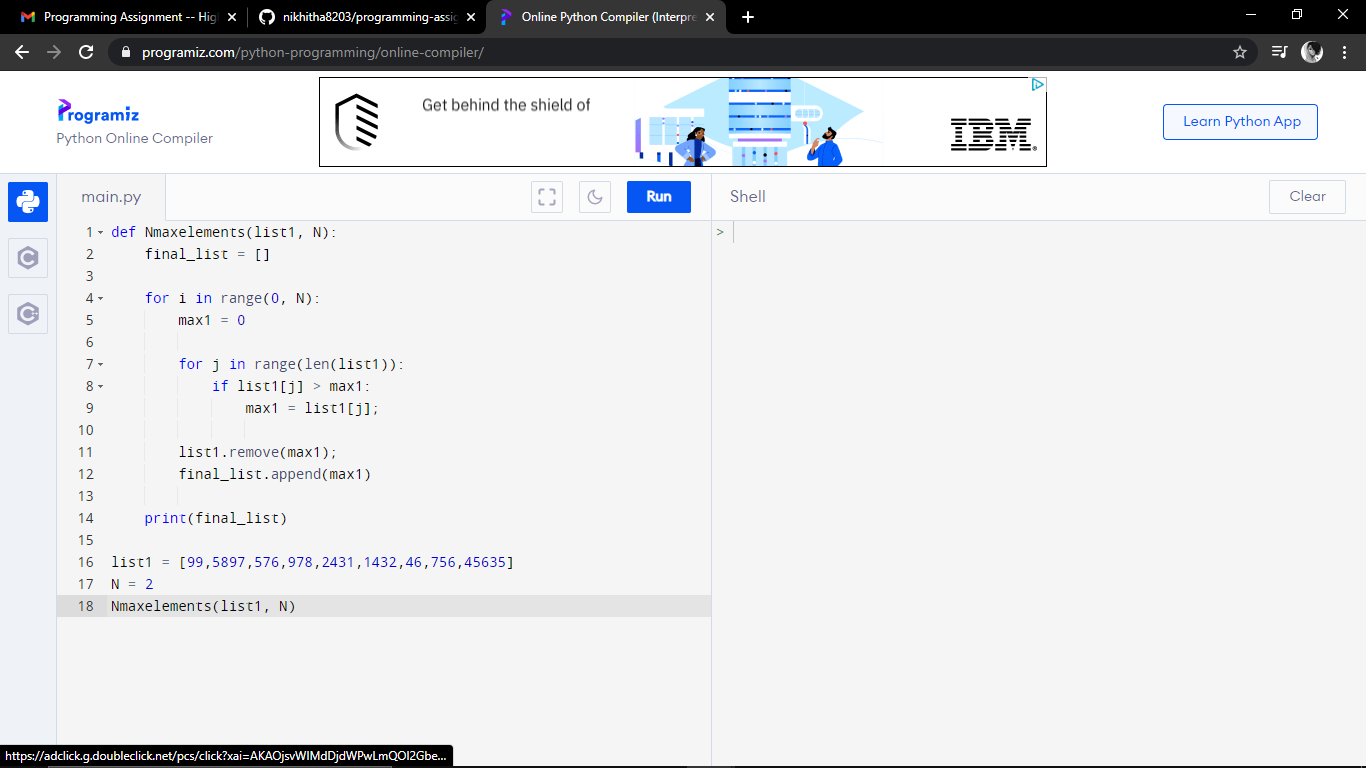 Programming Assignment -- Hig
nikhitha8203/programming-assig
Online Python Compiler (Interpre
programiz.com/python-programming/online-compiler/
Programiz
Python Online Compiler
Get behind the shield of
IBM®
Learn Python App
main.py
Run
Shell
Clear
1 def Nmaxelements(list1, N):
2 final_list = []
3
4 for i in range(0, N):
5 max1 = 0
6
7 for j in range(len(list1)):
8 if list1[j] > max1:
9 max1 = list1[j];
10
11 list1.remove(max1);
12 final_list.append(max1)
13
14 print(final_list)
15
16 list1 = [99,5897,576,978,2431,1432,46,756,45635]
17 N = 2
18 Nmaxelements(list1, N)
>
https://adclick.g.doubleclick.net/pcs/click?xai=AKAOjsvWIMdDjdWPwLmQOI2Gbe...